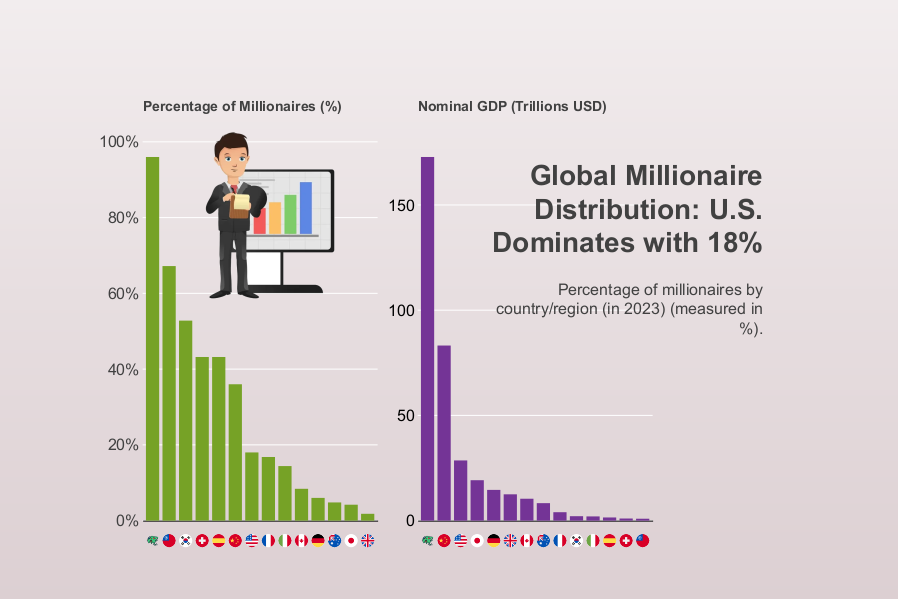 Percentage of Millionaires (%)
Nominal GDP (Trillions USD)
100%
80%
60%
40%
20%
0%
150
100
50
0
Global Millionaire
Distribution: U.S.
Dominates with 18%
Percentage of millionaires by
country/region (in 2023) (measured in
%).